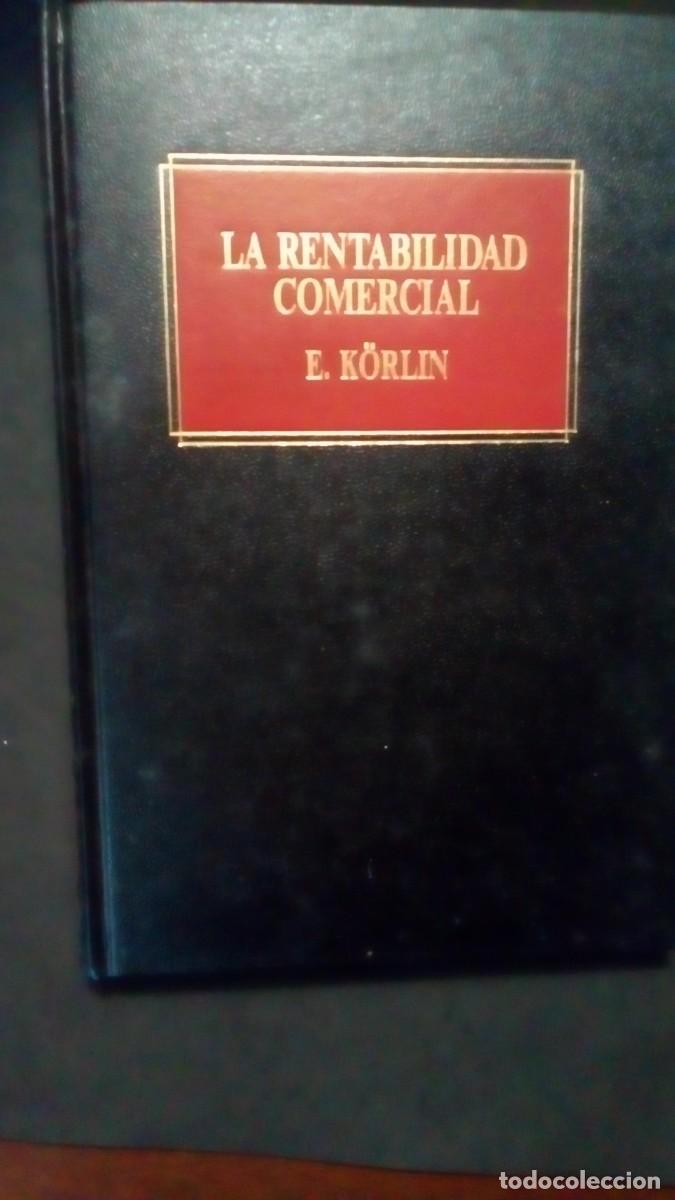 LA RENTABILIDAD
COMERCIAL
E. KÖRLIN
todocoleccion